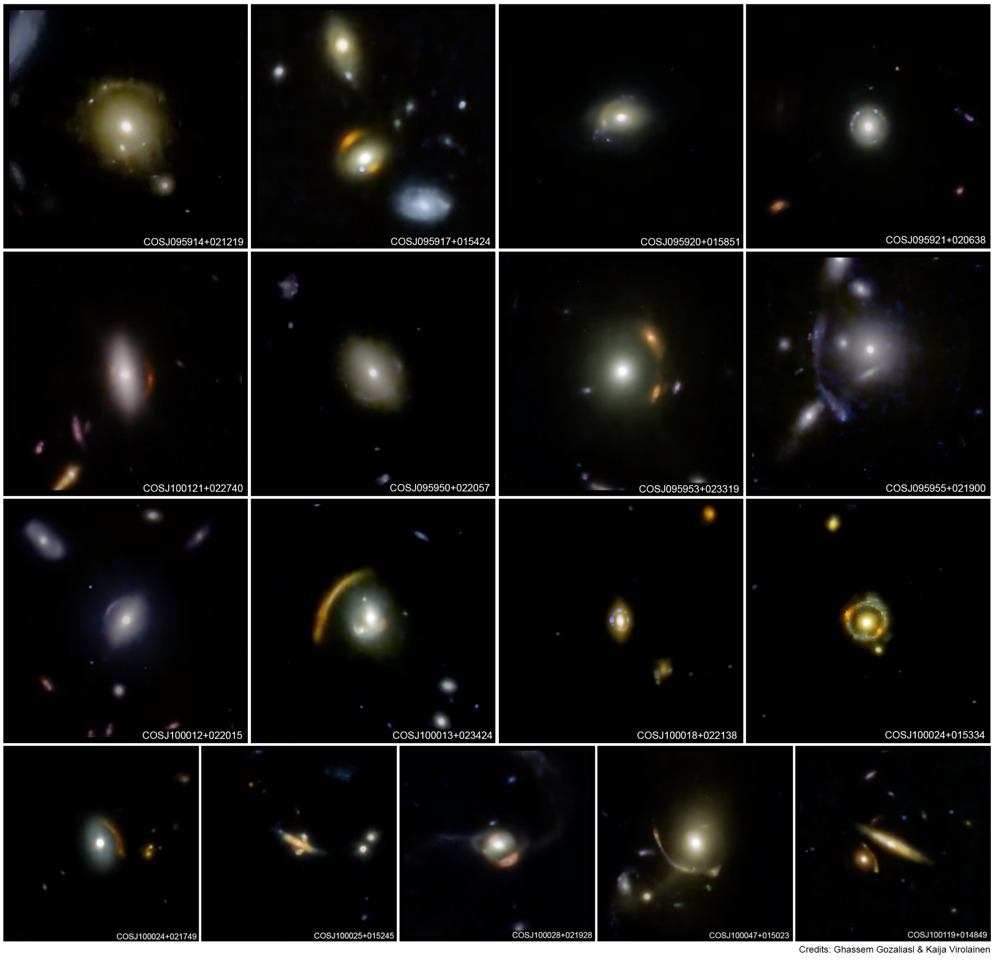 COSJ095914+021219
COSJ095917+015424
COSJ095920+015851
COSJ095921+020638
COSJ100121+022740
COSJ095950+022057
COSJ095953+023319
COSJ095955+021900
COSJ100012+022015
COSJ100013+023424
COSJ100018+022138
COSJ100024+015334
COSJ100024+021749
COSJ100025+015245
COSJ100028+021928
COSJ100047+015023
COSJ100119+014849
Credits: Ghassem Gozaliasl & Kaija Virolainen